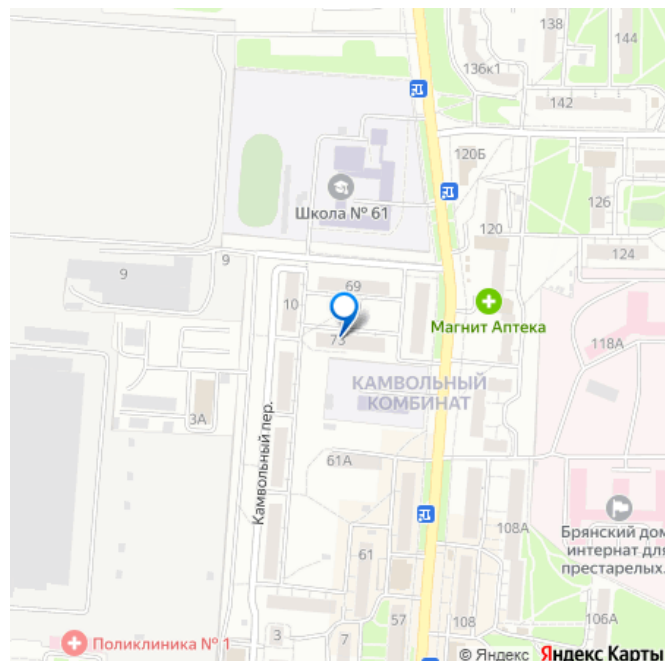 138
144
136к1
142
120Б
126
Школа № 61
120
124
9
9
69
10
Магнит Аптека
73
118А
КАМВОЛЬНЫЙ
КОМБИНАТ
3А
Камвольный пер.
61А
108А
Брянский дом
интернат для
престарелых.
61
57
108
106А
3
7
Поликлиника № 1
© Яндекс Яндекс Карты